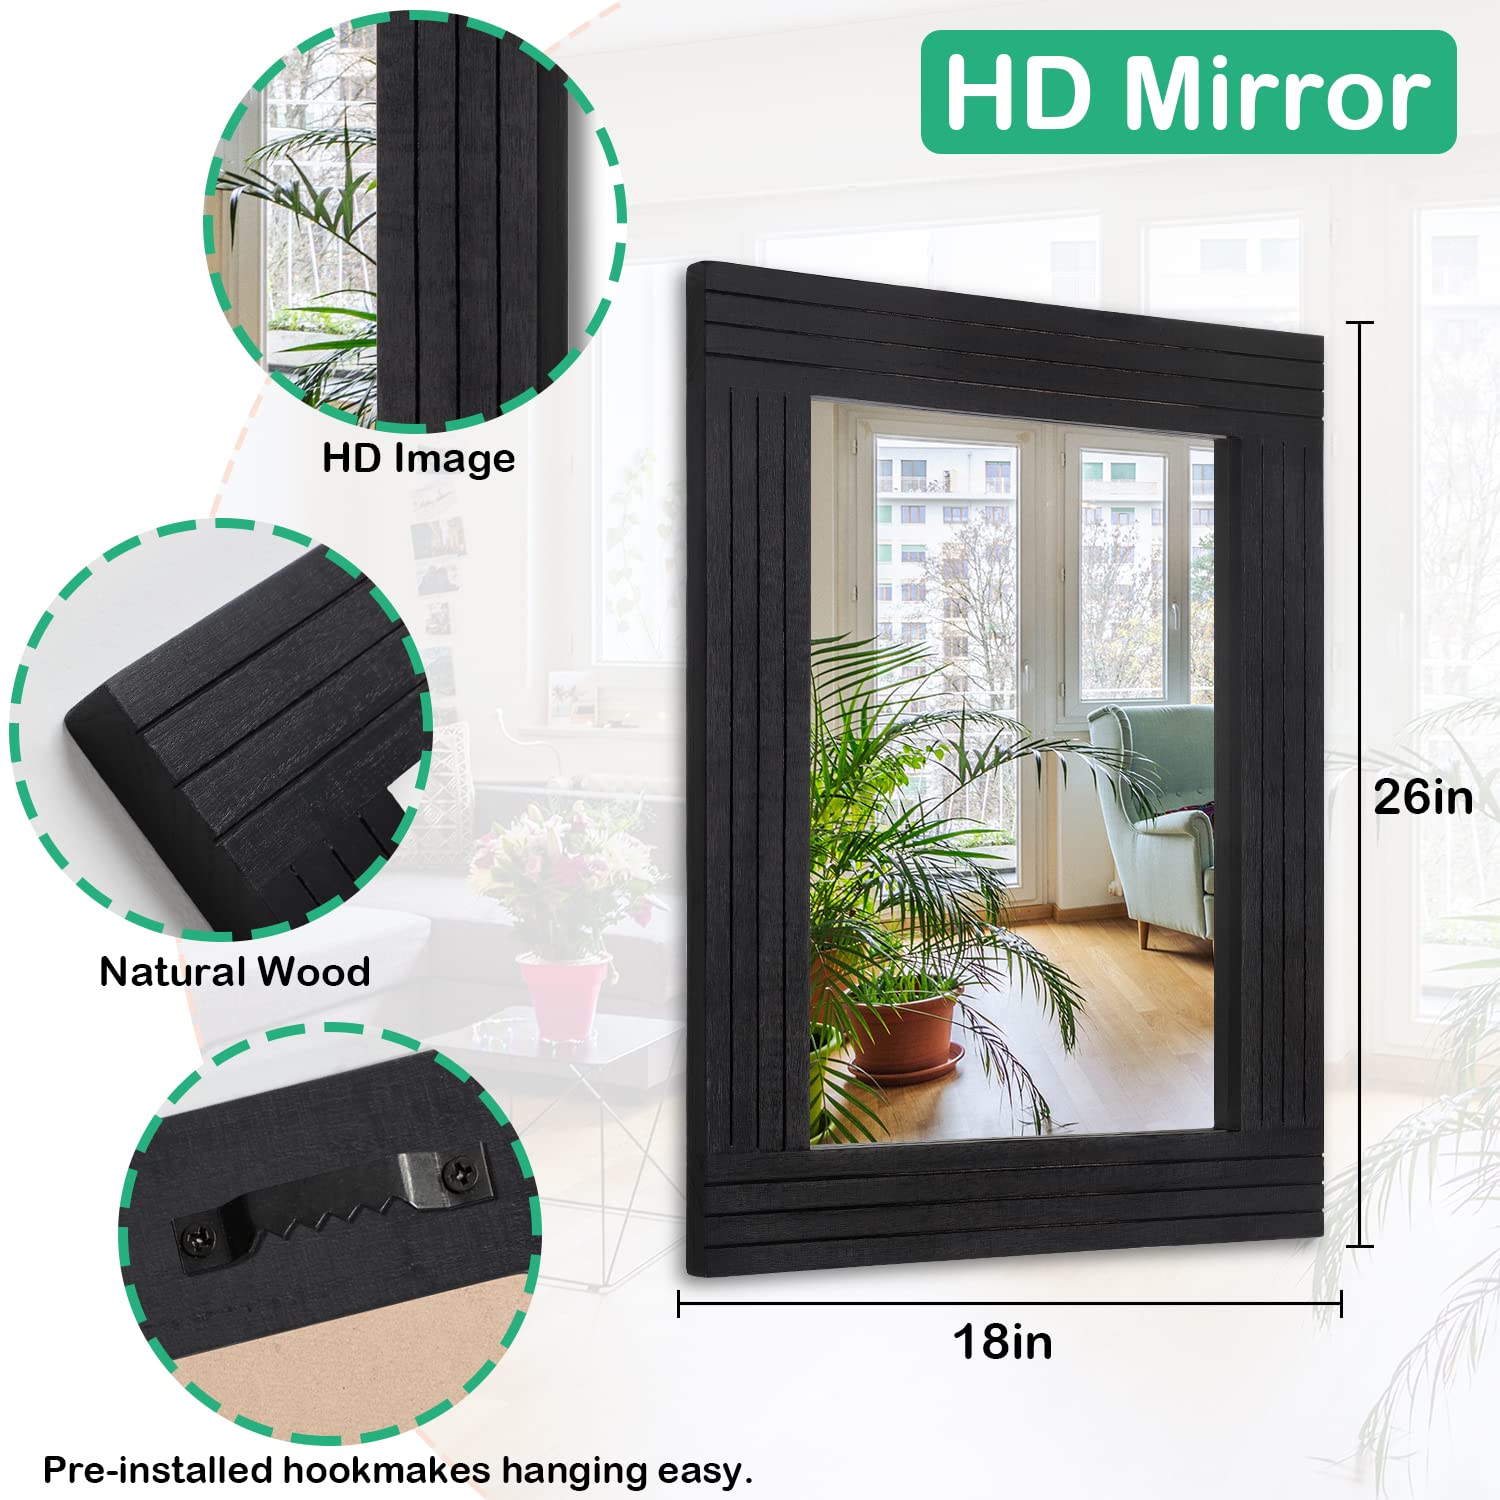 HD Mirror
HD Image
26in
Natural Wood
18in
Pre-installed hookmakes hanging easy.